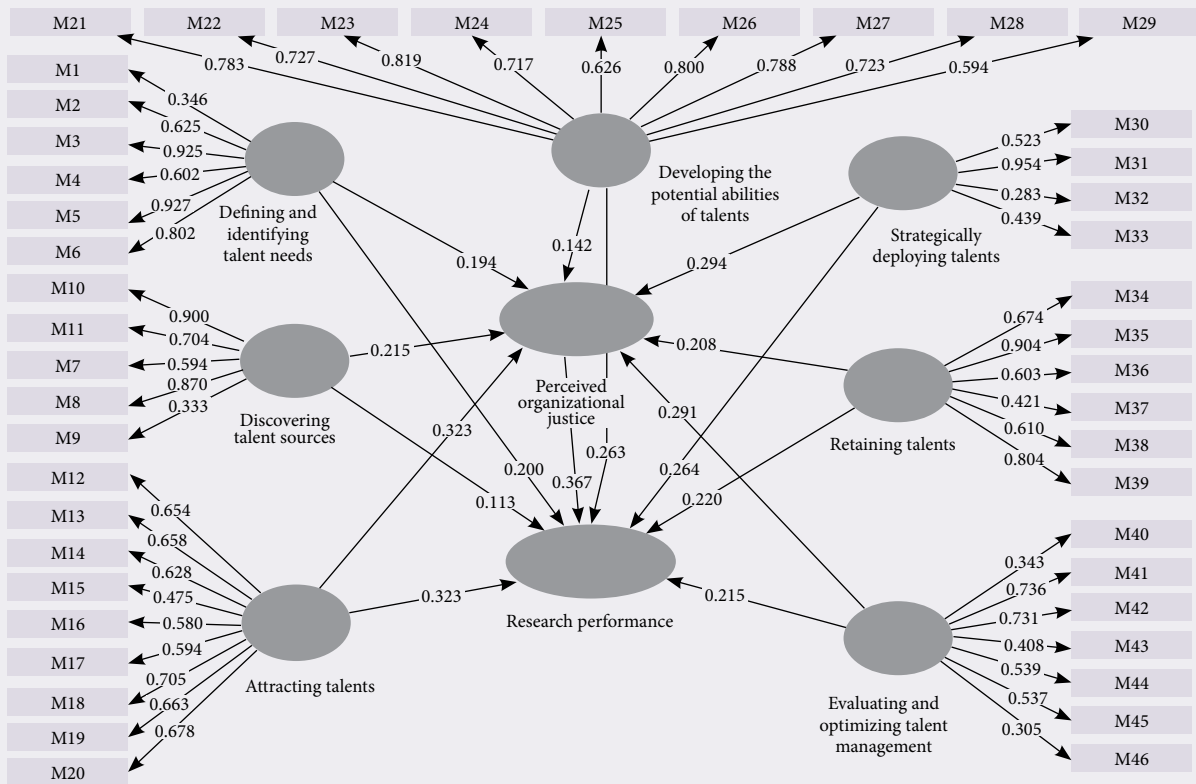 M21 M22 M23 M24 M25 M26 M27 M28 M29
0.783 0.727 0.819 0.717 0.626 0.800 0.788 0.723 0.594
M1
M2
M3
M4
M5
M6
0.346
0.625
0.925
0.602
0.927
0.802
Defining and
identifying
talent needs
Developing the
potential abilities
of talents
M30
M31
M32
M33
0.523
0.954
0.283
0.439
Strategically
deploying talents
0.194
0.142
0.294
M10
M11
M7
M8
M9
0.900
0.704
0.594
0.870
0.333
Discovering
talent sources
0.215
0.208
Perceived
organizational
justice
M34
M35
M36
M37
M38
M39
0.674
0.904
0.603
0.421
0.610
0.804
Retaining talents
0.323
0.291
0.263
0.200
0.367
0.264
0.113
0.220
M12
M13
M14
M15
M16
M17
M18
M19
M20
0.654
0.658
0.628
0.475
0.580
0.594
0.705
0.663
0.678
Attracting talents
0.323
0.215
Research performance
M40
M41
M42
M43
M44
M45
M46
0.343
0.736
0.731
0.408
0.539
0.537
0.305
Evaluating and
optimizing talent
management